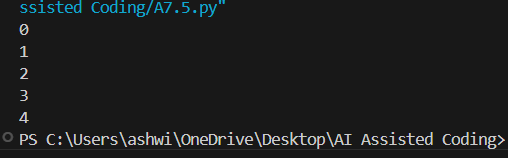 ssisted Coding/A7.5.py"
0
1
2
3
4
PS C:\Users\ashwi\OneDrive\Desktop\AI Assisted Coding>